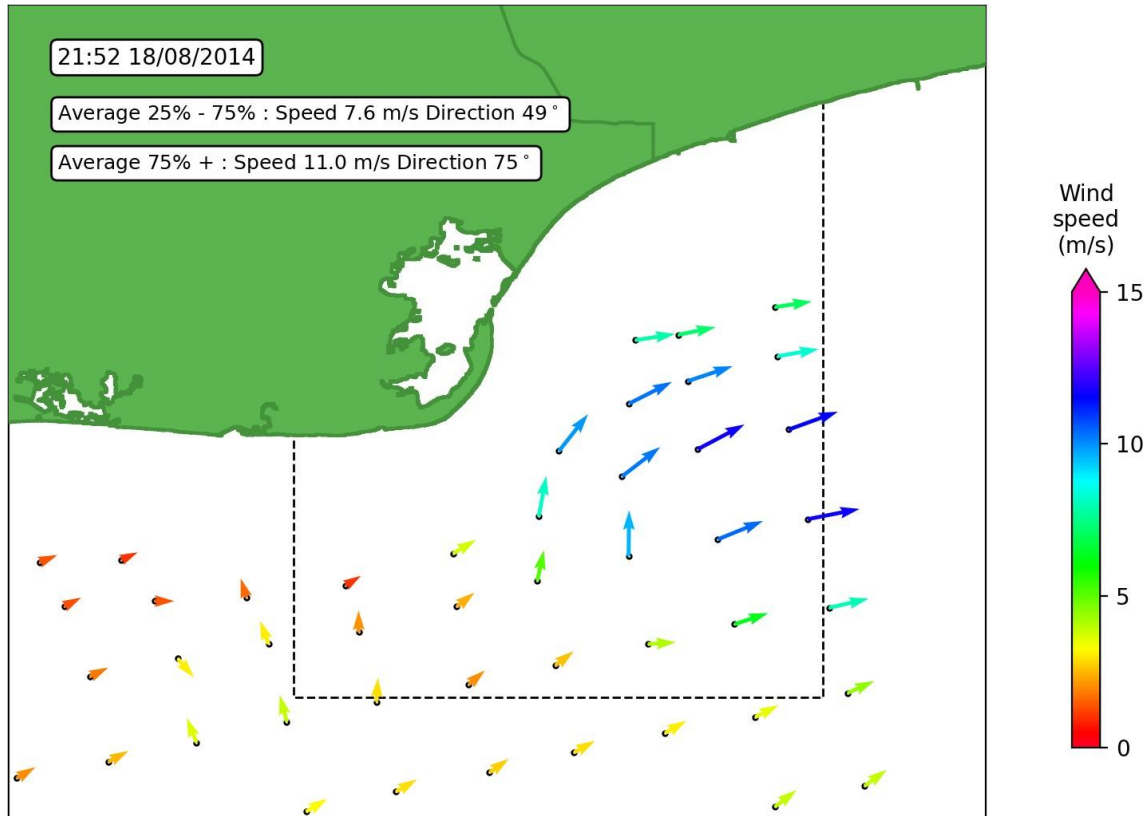 21:52 18/08/2014
Average 25% - 75% : Speed 7.6 m/s Direction 49°
Average 75% + : Speed 11.0 m/s Direction 75°
Wind
speed
(m/s)
15
10
5
0